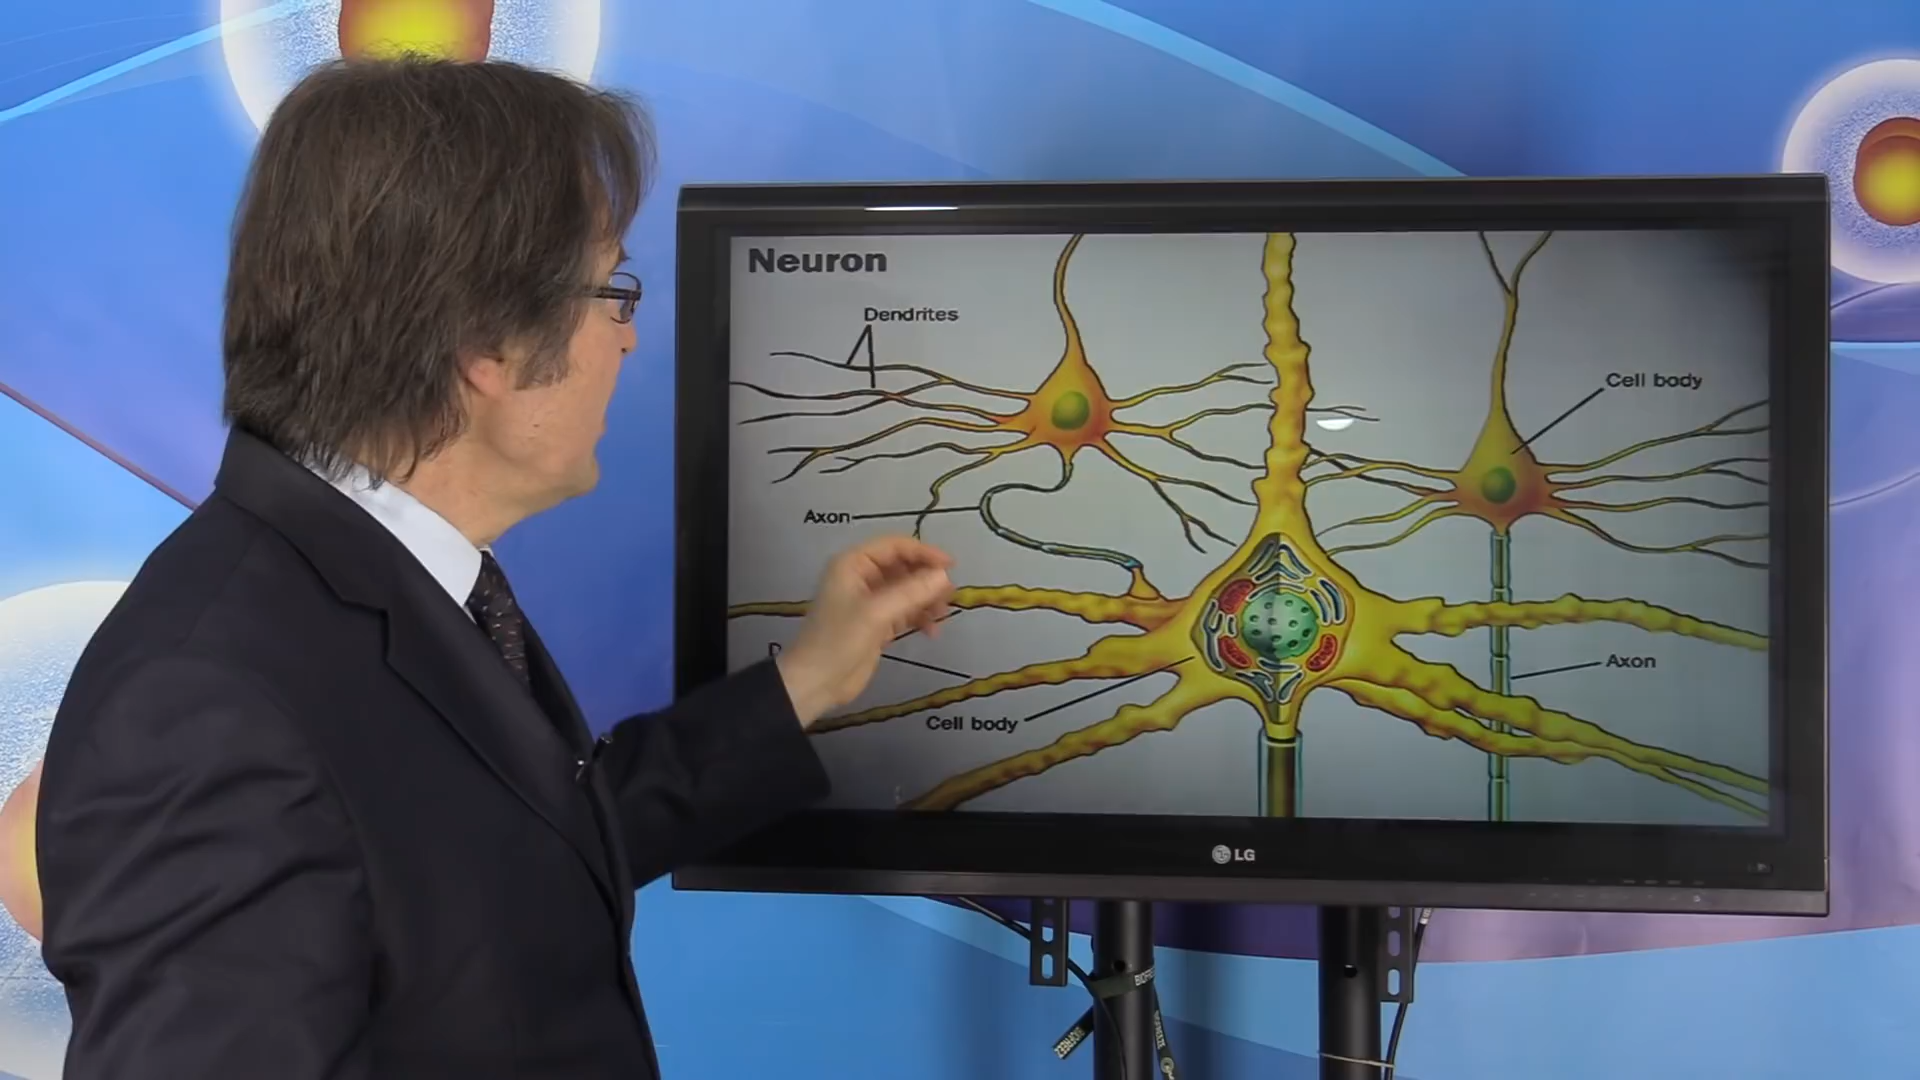 Neuron
Dendrites
Cell body
Axon
Axon
Cell body
LG